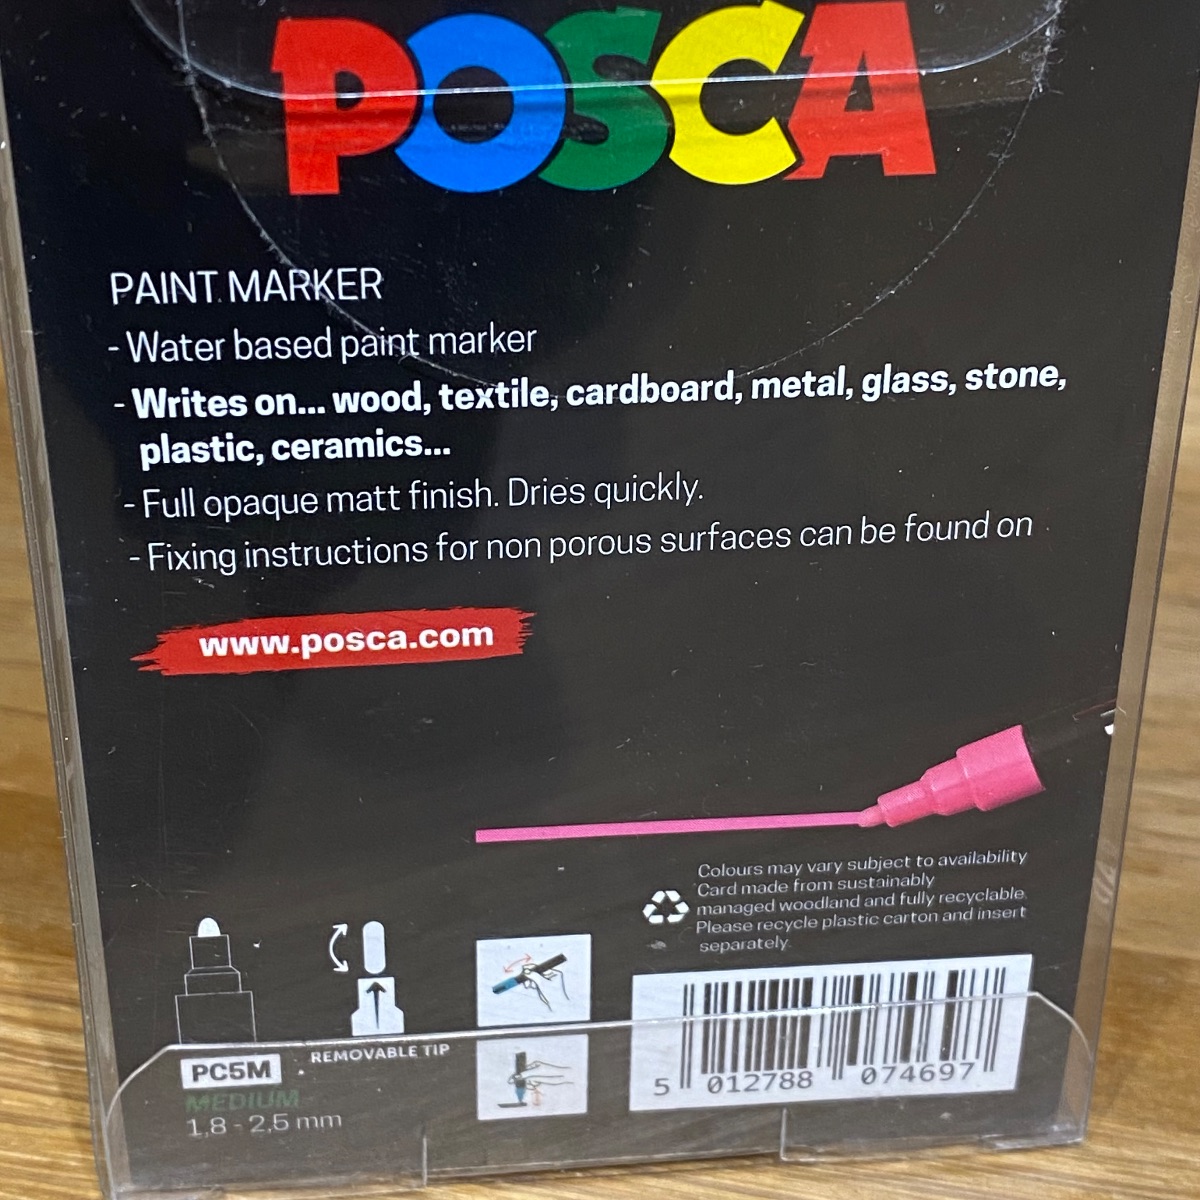 POSCA
PAINT MARKER
- Water based paint marker
- Writes on... wood, textile, cardboard, metal, glass, stone,
plastic, ceramics...
- Full opaque matt finish. Dries quickly.
- Fixing instructions for non porous surfaces can be found on
www.posca.com
Colours may vary subject to availability
Card made from sustainably
managed woodland and fully recyclable.
Please recycle plastic carton and insert
separately.
REMOVABLE TIP
PC5M
MEDIUM
1,8 - 2,5 mm
5 012788 074697